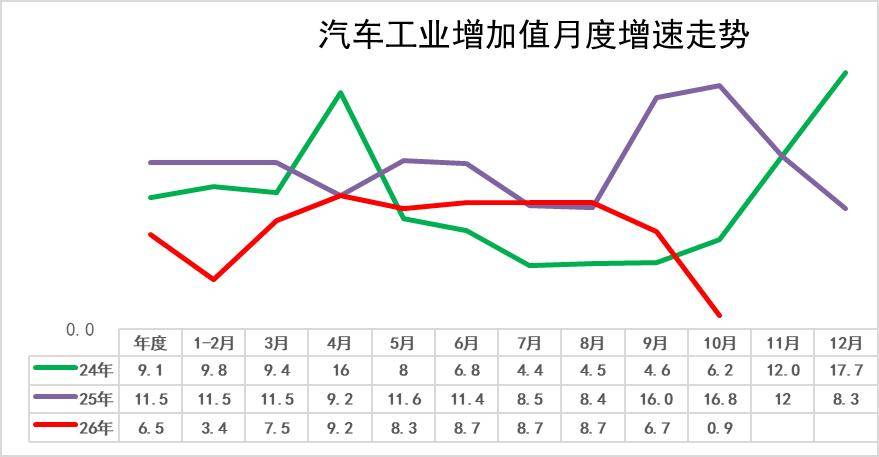 汽车工业增加值月度增速走势
0.0
年度 1-2月 3月 4月 5月 6月 7月 8月 9月 10月 11月 12月
24年 9.1 9.8 9.4 16 8 6.8 4.4 4.5 4.6 6.2 12.0 17.7
25年 11.5 11.5 11.5 9.2 11.6 11.4 8.5 8.4 16.0 16.8 12 8.3
26年 6.5 3.4 7.5 9.2 8.3 8.7 8.7 8.7 6.7 0.9